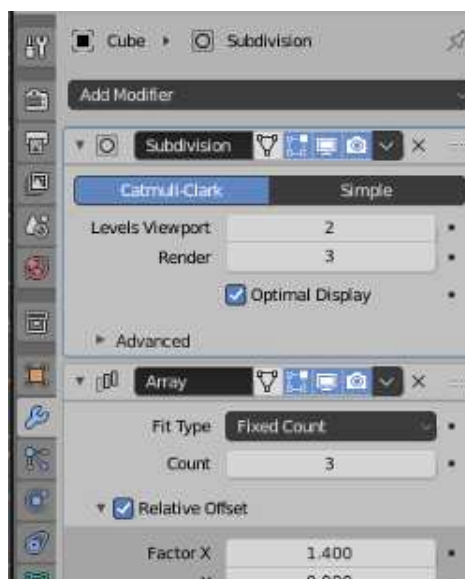 Cube › Subdivision
Add Modifier
Subdivision
Catmull-Clark Simple
Levels Viewport 2
Render 3
Optimal Display
Advanced
Array
Fit Type Fixed Count
Count 3
Relative Offset
Factor X 1.400